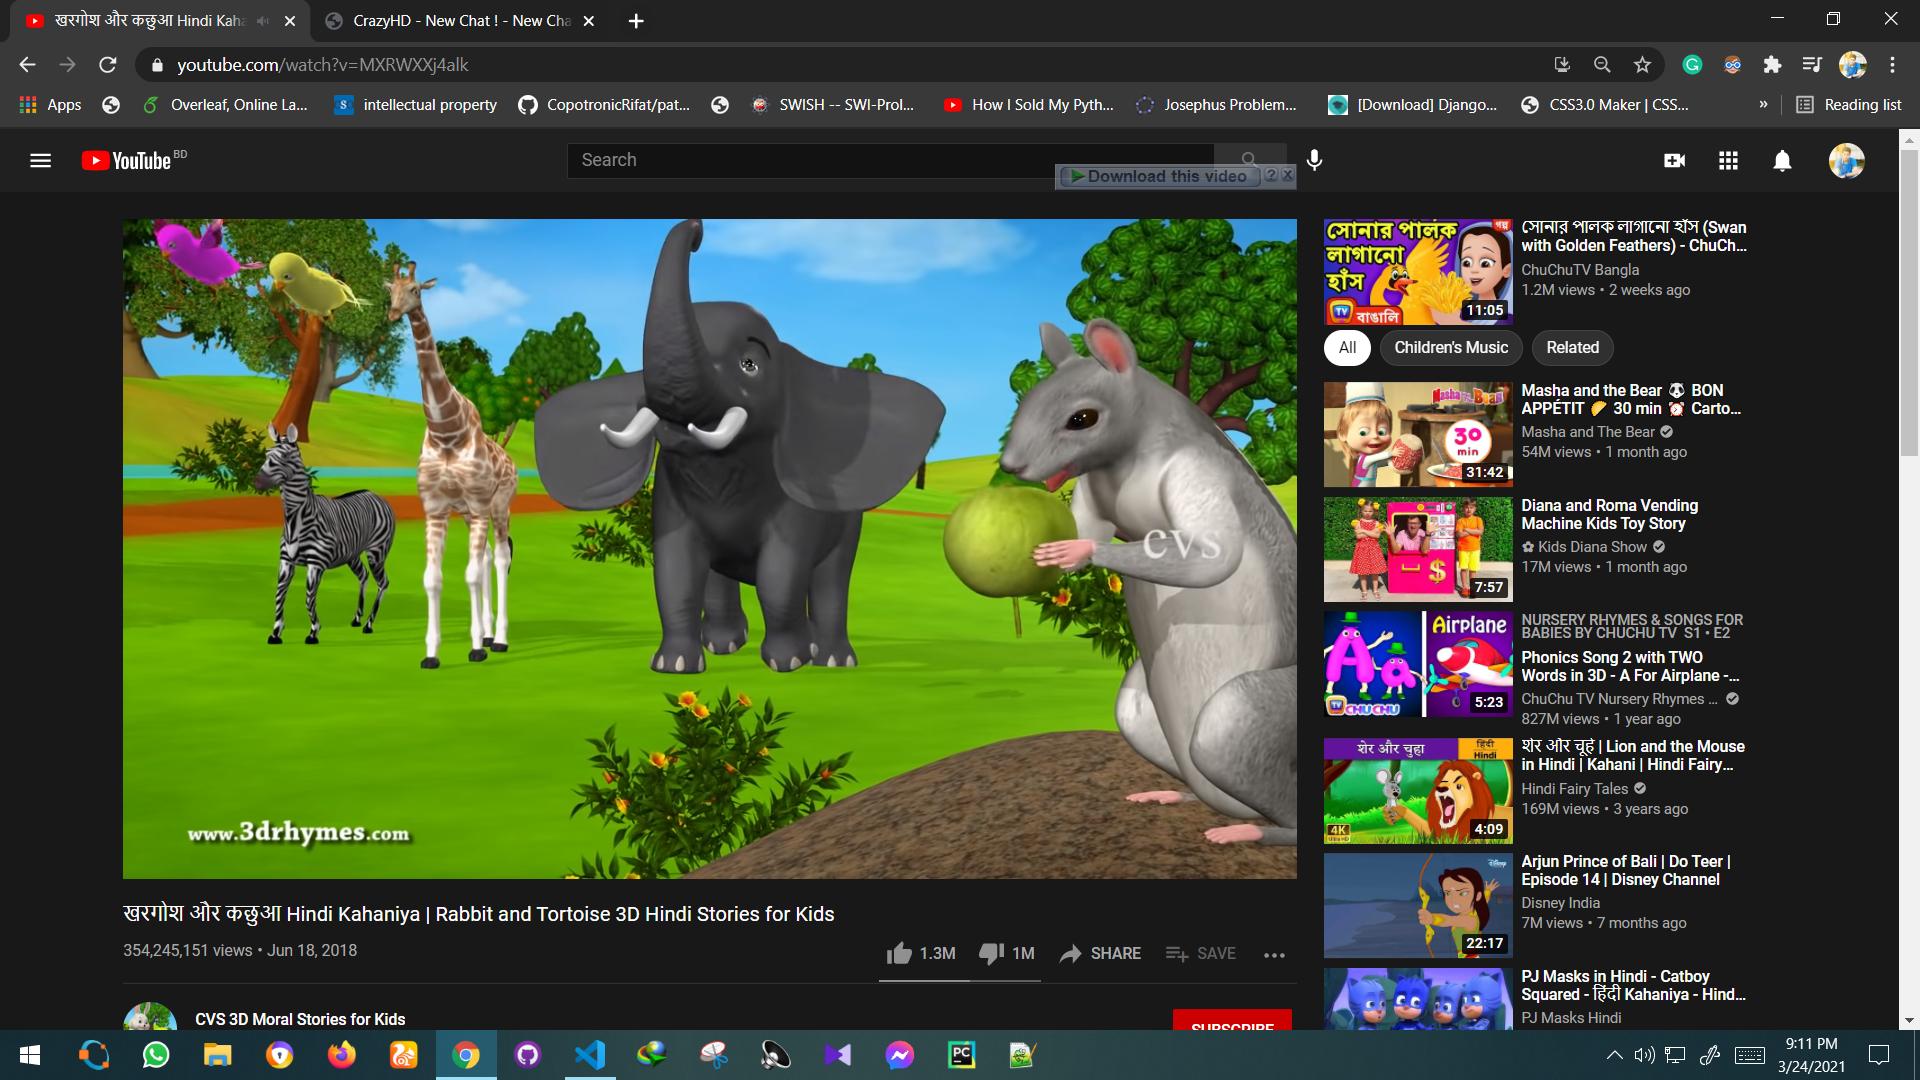 खरगोश और कछुआ Hindi Kaha
CrazyHD - New Chat ! - New Cha
youtube.com/watch?v=MXRWXXj4alk
Apps
Overleaf, Online La...
intellectual property
CopotronicRifat/pat...
SWISH -- SWI-Prol...
How I Sold My Pyth...
Josephus Problem...
[Download] Django...
CSS3.0 Maker | CSS...
»
Reading list
YouTube BD
Search
Download this video ? X
cvs
www.3drhymes.com
खरगोश और कछुआ Hindi Kahaniya | Rabbit and Tortoise 3D Hindi Stories for Kids
354,245,151 views • Jun 18, 2018
1.3M
1M
SHARE
SAVE
CVS 3D Moral Stories for Kids
SUBSCRIBE
সোনার পালক
লাগানো
হাঁস
গল্প
TV বাঙালি
11:05
সোনার পালক লাগানো হাঁস (Swan
with Golden Feathers) - ChuCh...
ChuChuTV Bangla
1.2M views • 2 weeks ago
All
Children's Music
Related
Masha and the Bear
30
min
31:42
Masha and the Bear 🐼 BON
APPÉTIT 🌮 30 min ⏰ Carto...
Masha and The Bear
54M views • 1 month ago
$
7:57
Diana and Roma Vending
Machine Kids Toy Story
✿ Kids Diana Show
17M views • 1 month ago
Airplane
TV CHUCHU
5:23
NURSERY RHYMES & SONGS FOR
BABIES BY CHUCHU TV S1 • E2
Phonics Song 2 with TWO
Words in 3D - A For Airplane -...
ChuChu TV Nursery Rhymes ...
827M views • 1 year ago
शेर और चुहा
हिंदी
Hindi
4K
4:09
शेर और चूहे | Lion and the Mouse
in Hindi | Kahani | Hindi Fairy...
Hindi Fairy Tales
169M views • 3 years ago
Disney
22:17
Arjun Prince of Bali | Do Teer |
Episode 14 | Disney Channel
Disney India
7M views • 7 months ago
PJ Masks in Hindi - Catboy
Squared - हिंदी Kahaniya - Hind...
PJ Masks Hindi
PC
9:11 PM
3/24/2021